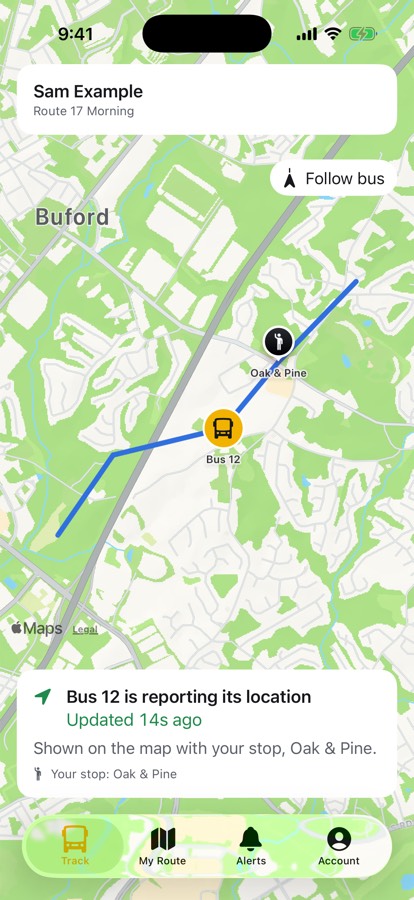 9:41
Sam Example
Route 17 Morning
Follow bus
Buford
Oak & Pine
Bus 12
Maps Legal
Bus 12 is reporting its location
Updated 14s ago
Shown on the map with your stop, Oak & Pine.
Your stop: Oak & Pine
Track My Route Alerts Account